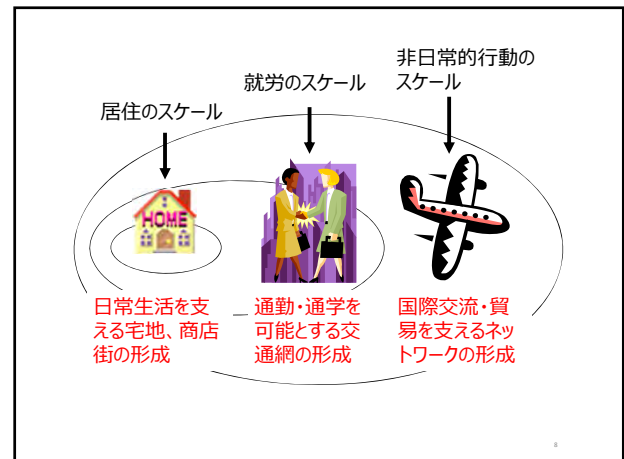 非日常的行動の
スケール
就労のスケール
居住のスケール
HOME
日常生活を支
える宅地、商店
街の形成
通勤・通学を
可能とする交
通網の形成
国際交流・貿
易を支えるネッ
トワークの形成
8